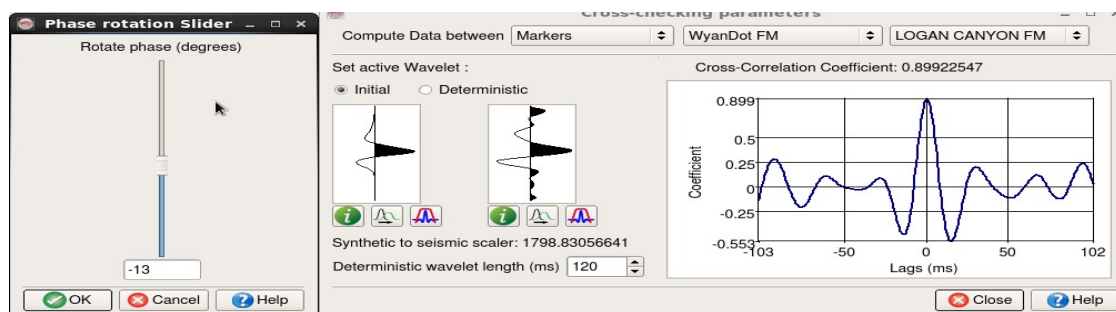 Phase rotation Slider
Rotate phase (degrees)
-13
OK Cancel Help
Cross-checking parameters
Compute Data between Markers WyanDot FM LOGAN CANYON FM
Set active Wavelet :
Initial Deterministic
Synthetic to seismic scaler: 1798.83056641
Deterministic wavelet length (ms) 120
Cross-Correlation Coefficient: 0.89922547
Coefficient
0.899
0.5
0.25
0
-0.25
-0.553
-103 -50 0 50 102
Lags (ms)
Close Help